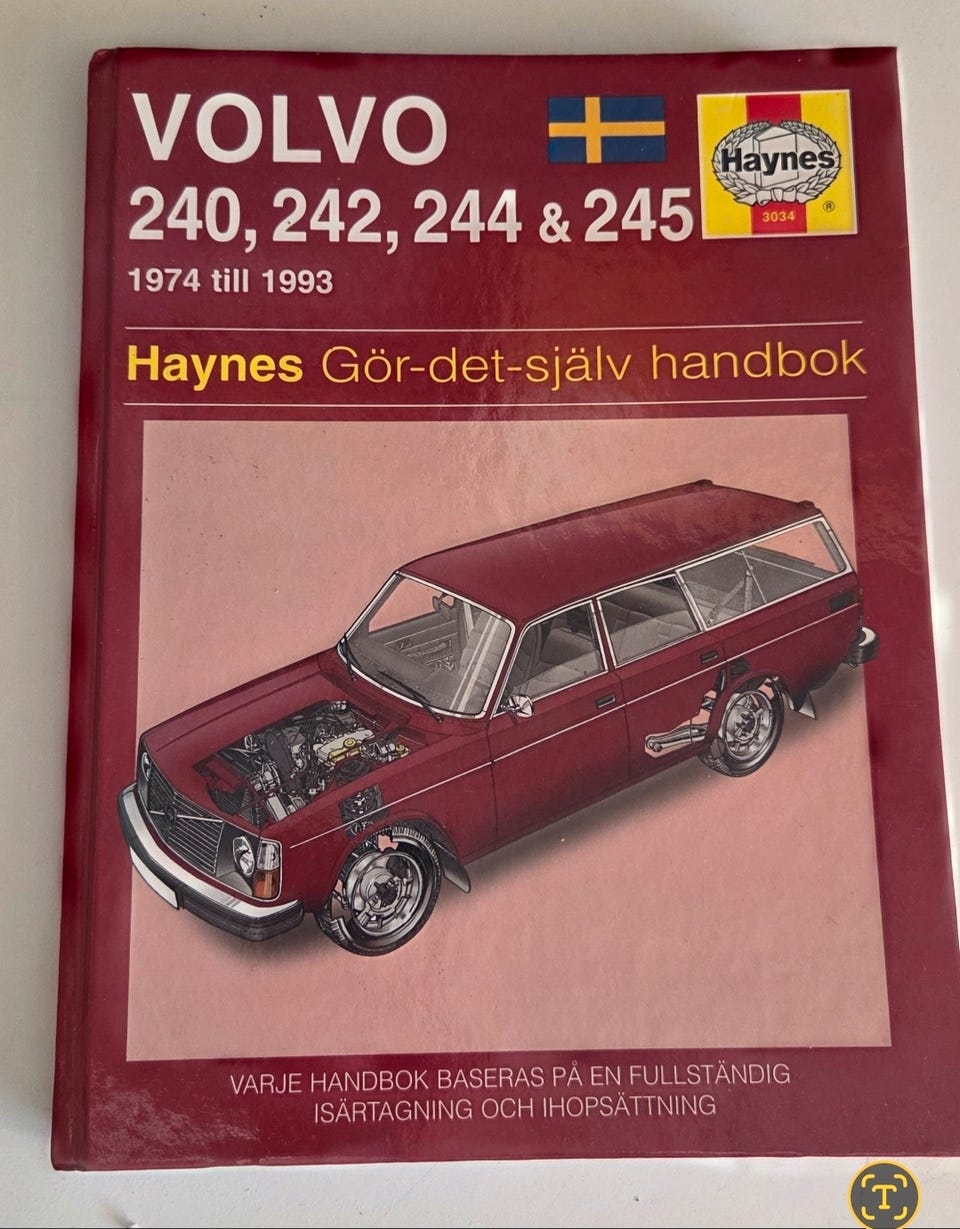 VOLVO
Haynes
3034
®
240, 242, 244 & 245
1974 till 1993
Haynes Gör-det-själv handbok
VARJE HANDBOK BASERAS PÅ EN FULLSTÄNDIG
ISÄRTAGNING OCH IHOPSÄTTNING
T